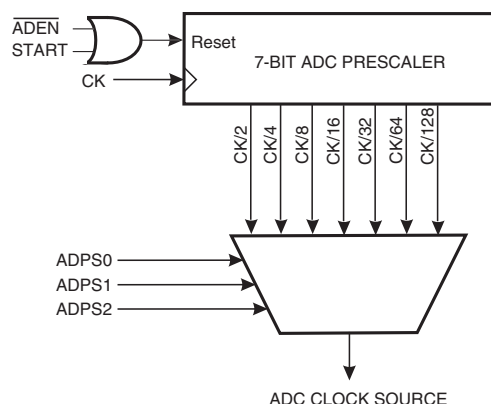 ADEN
START
Reset
7-BIT ADC PRESCALER
CK
CK/2
CK/4
CK/8
CK/16
CK/32
CK/64
CK/128
ADPS0
ADPS1
ADPS2
ADC CLOCK SOURCE